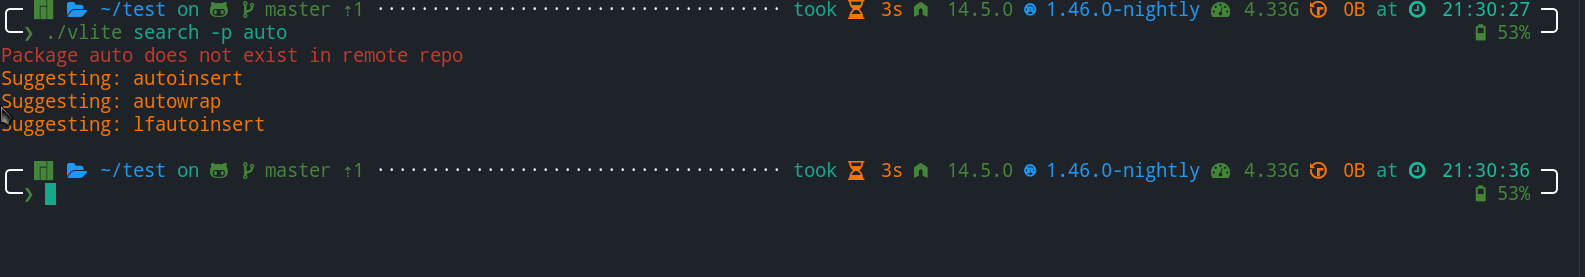 ~/test on master ⇡1 ····································· took 3s 14.5.0 1.46.0-nightly 4.33G 0B at 21:30:27
❯ ./vlite search -p auto 53%
Package auto does not exist in remote repo
Suggesting: autoinsert
Suggesting: autowrap
Suggesting: lfautoinsert
~/test on master ⇡1 ····································· took 3s 14.5.0 1.46.0-nightly 4.33G 0B at 21:30:36
❯ 53%